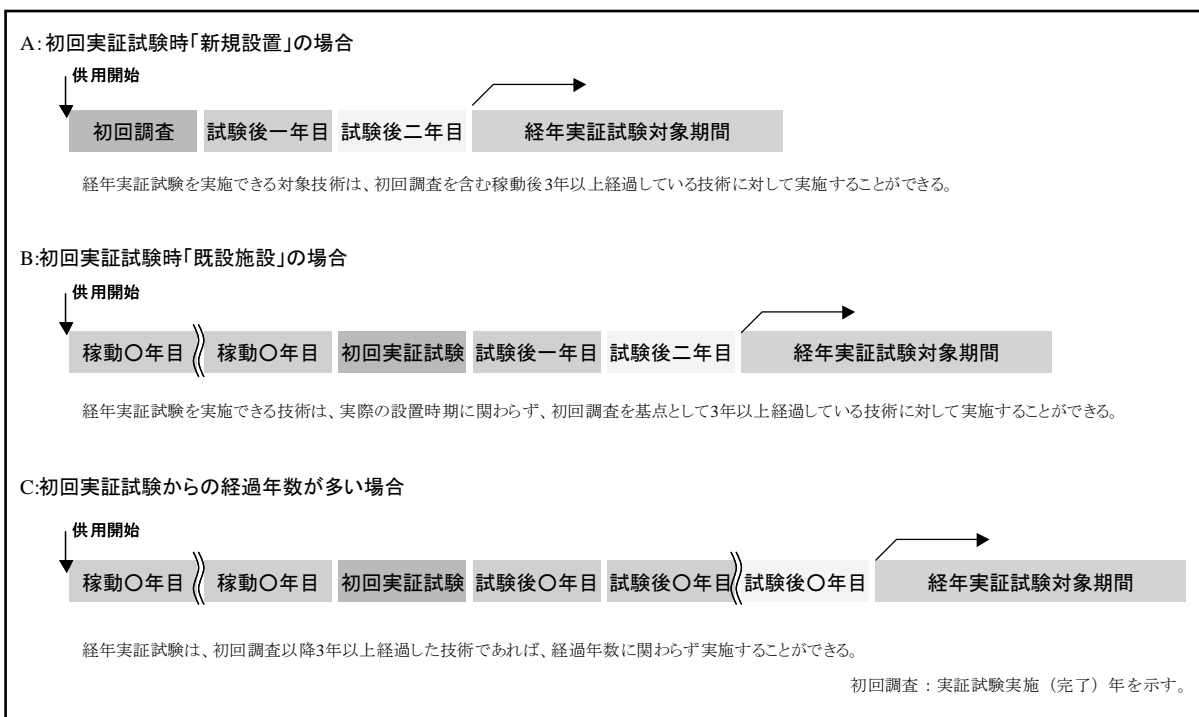 A:初回実証試験時「新規設置」の場合
供用開始
初回調査 試験後一年目 試験後二年目 経年実証試験対象期間
経年実証試験を実施できる対象技術は、初回調査を含む稼動後3年以上経過している技術に対して実施することができる。
B:初回実証試験時「既設施設」の場合
供用開始
稼動〇年目 稼動〇年目 初回実証試験 試験後一年目 試験後二年目 経年実証試験対象期間
経年実証試験を実施できる技術は、実際の設置時期に関わらず、初回調査を基点として3年以上経過している技術に対して実施することができる。
C:初回実証試験からの経過年数が多い場合
供用開始
稼動〇年目 稼動〇年目 初回実証試験 試験後〇年目 試験後〇年目 試験後〇年目 経年実証試験対象期間
経年実証試験は、初回調査以降3年以上経過した技術であれば、経過年数に関わらず実施することができる。
初回調査：実証試験実施（完了）年を示す。